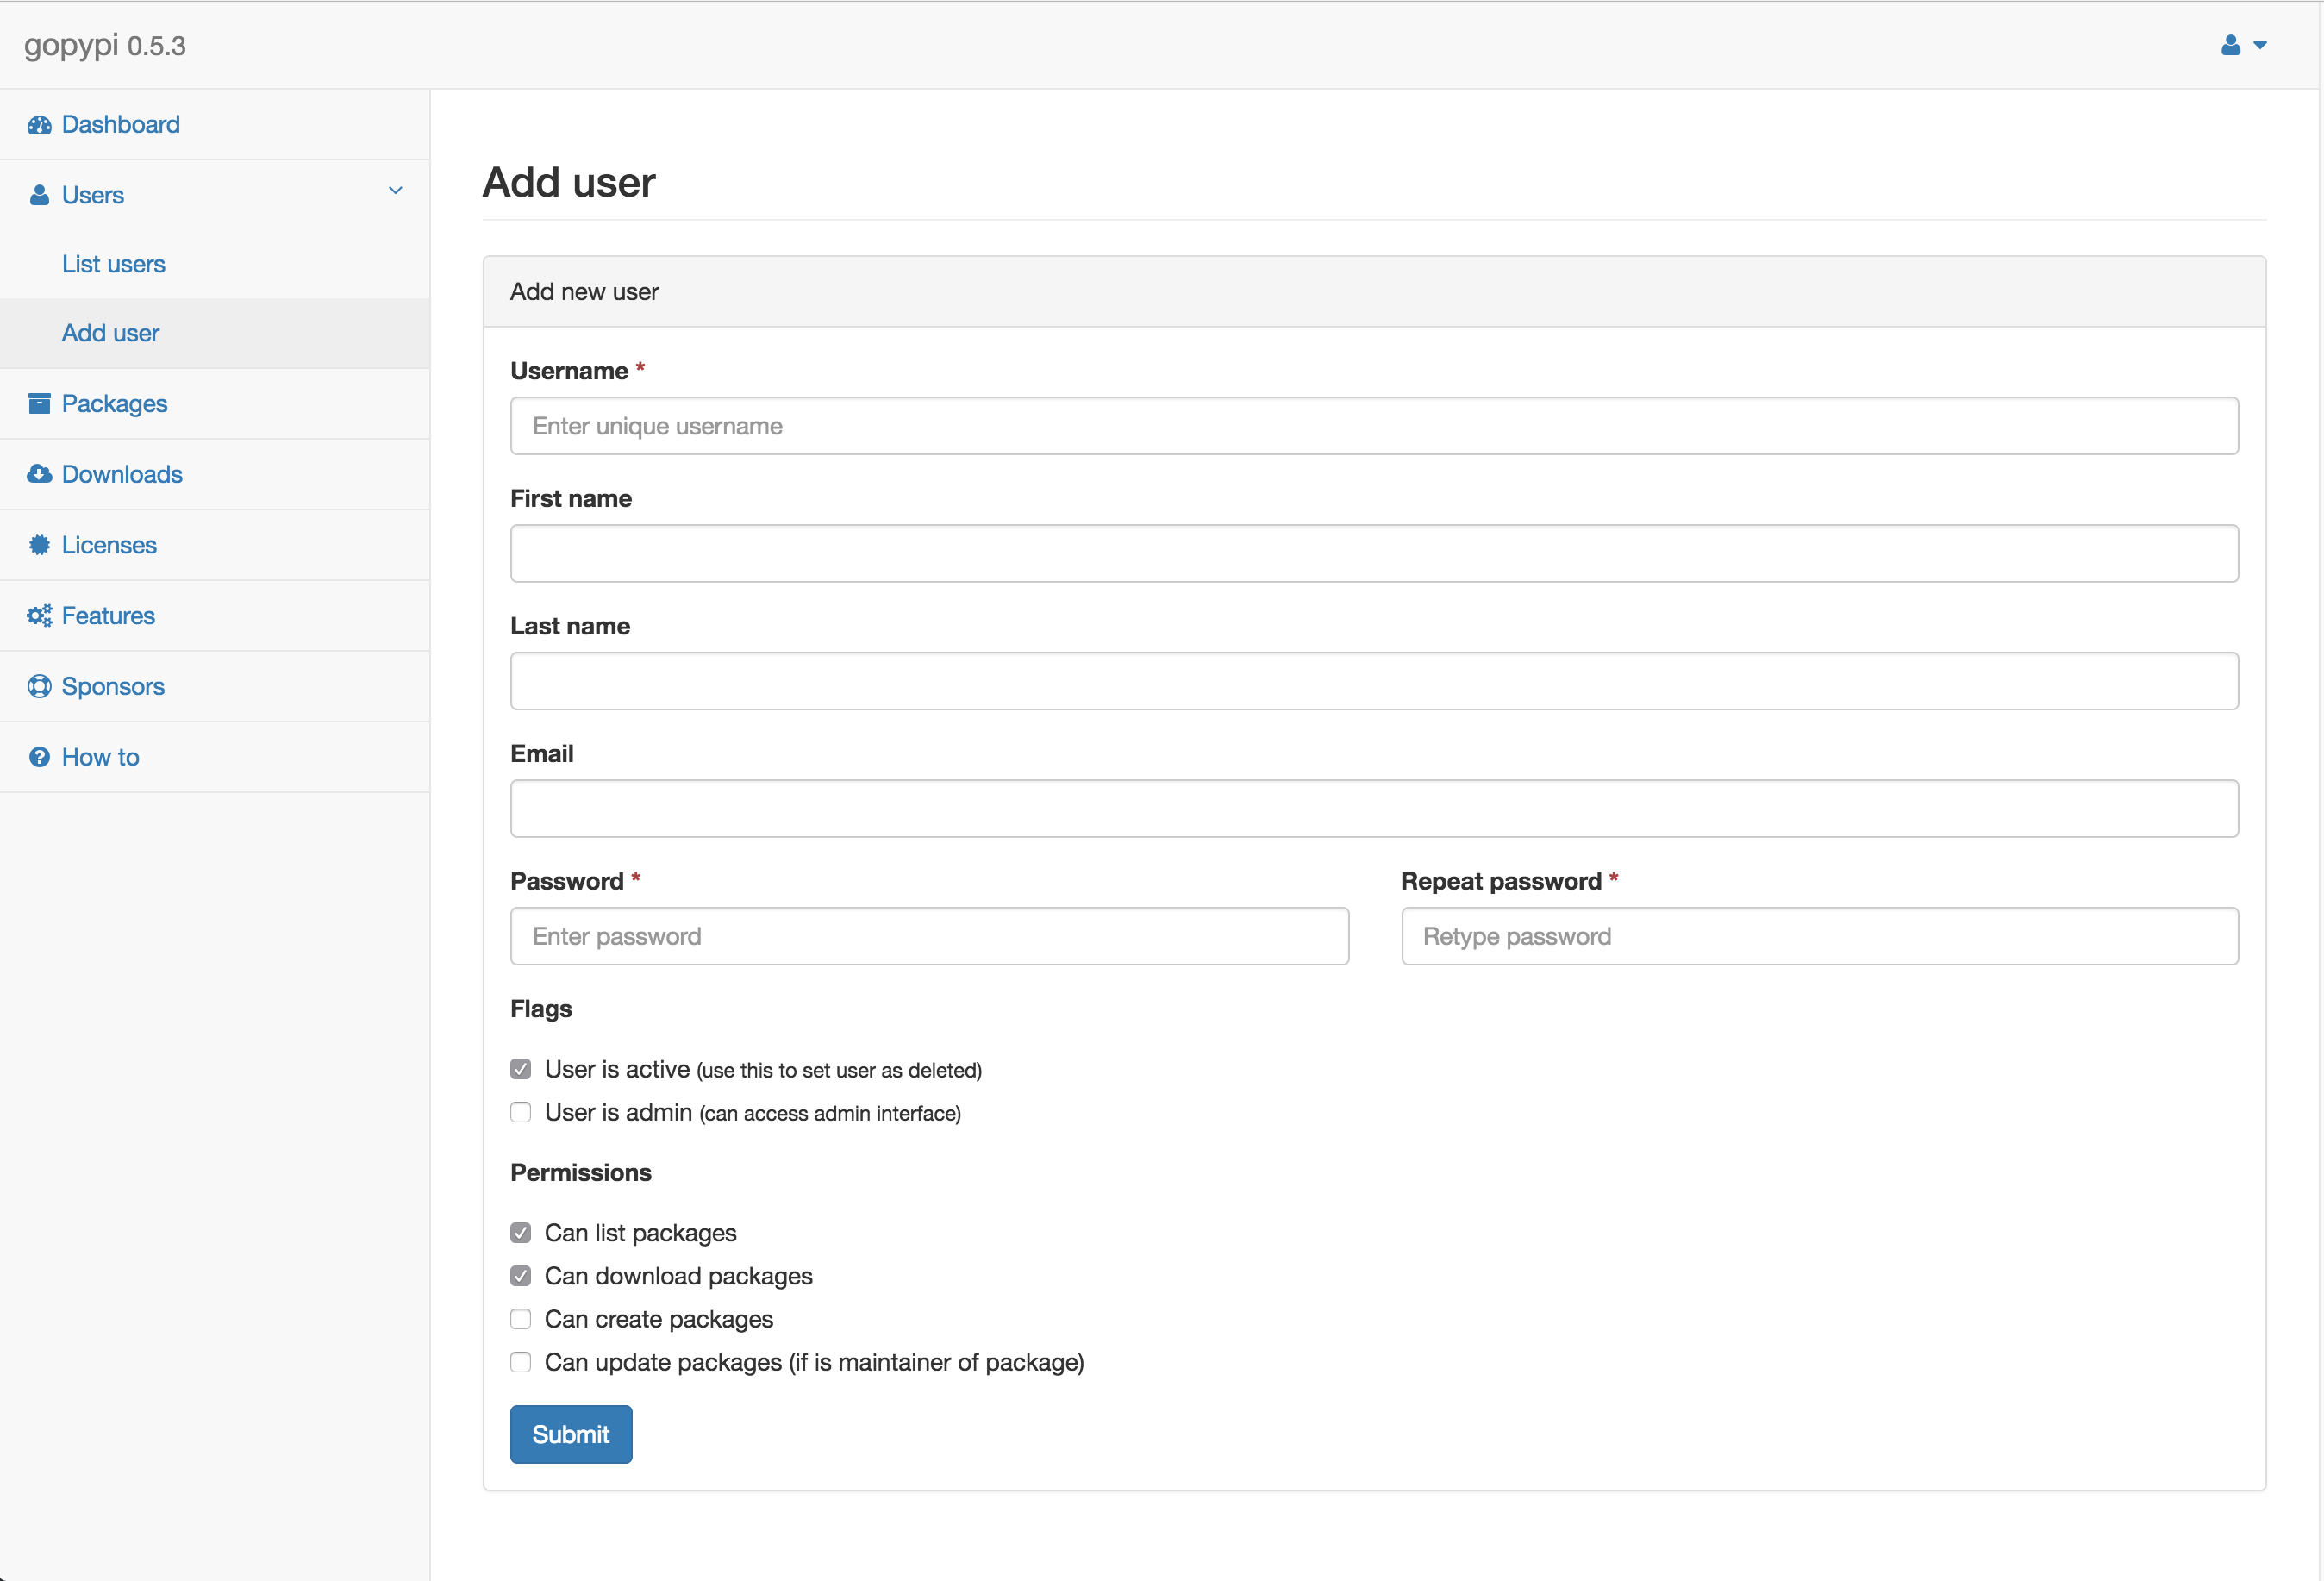 gopypi 0.5.3
Dashboard
Users
List users
Add user
Packages
Downloads
Licenses
Features
Sponsors
How to
Add user
Add new user
Username *
Enter unique username
First name
Last name
Email
Password * Repeat password *
Enter password Retype password
Flags
User is active (use this to set user as deleted)
User is admin (can access admin interface)
Permissions
Can list packages
Can download packages
Can create packages
Can update packages (if is maintainer of package)
Submit